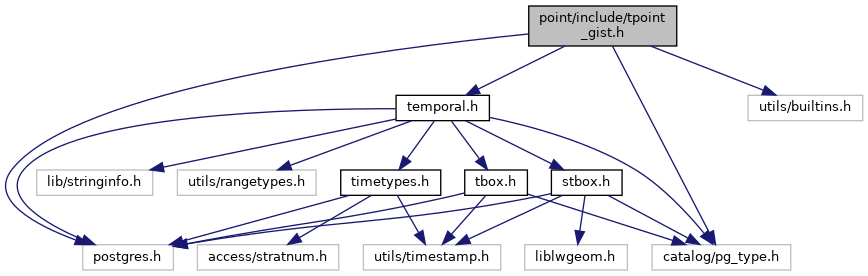 point/include/tpoint
_gist.h
temporal.h
utils/builtins.h
lib/stringinfo.h
utils/rangetypes.h
timetypes.h
tbox.h
stbox.h
postgres.h
access/stratnum.h
utils/timestamp.h
liblwgeom.h
catalog/pg_type.h